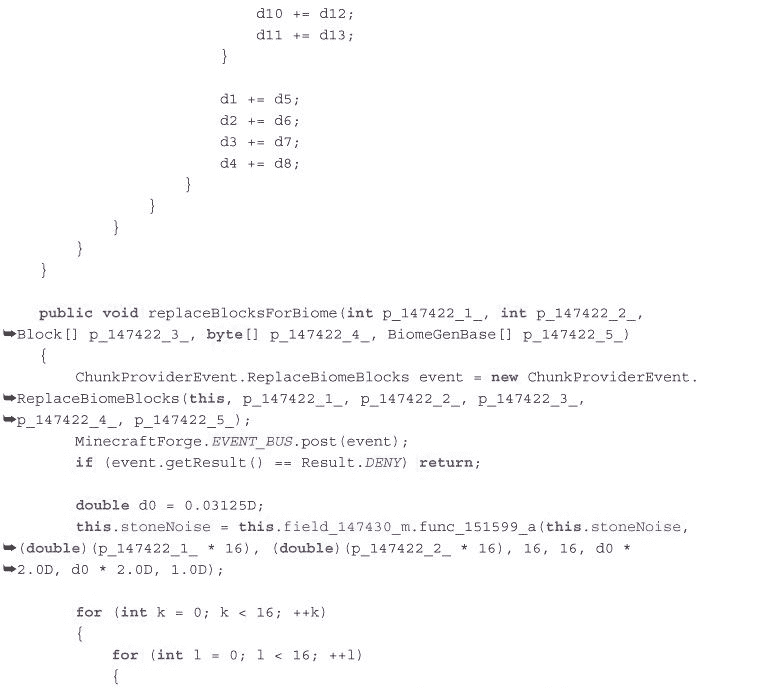 d10 += d12;
                            d11 += d13;
                        }

                        d1 += d5;
                        d2 += d6;
                        d3 += d7;
                        d4 += d8;
                    }
                }
            }
        }
    }

    public void replaceBlocksForBiome(int p_147422_1_, int p_147422_2_,
➥Block[] p_147422_3_, byte[] p_147422_4_, BiomeGenBase[] p_147422_5_)
    {
        ChunkProviderEvent.ReplaceBiomeBlocks event = new ChunkProviderEvent.
➥ReplaceBiomeBlocks(this, p_147422_1_, p_147422_2_, p_147422_3_,
➥p_147422_4_, p_147422_5_);
        MinecraftForge.EVENT_BUS.post(event);
        if (event.getResult() == Result.DENY) return;

        double d0 = 0.03125D;
        this.stoneNoise = this.field_147430_m.func_151599_a(this.stoneNoise,
➥(double)(p_147422_1_ * 16), (double)(p_147422_2_ * 16), 16, 16, d0 *
➥2.0D, d0 * 2.0D, 1.0D);

        for (int k = 0; k < 16; ++k)
        {
            for (int l = 0; l < 16; ++l)
            {